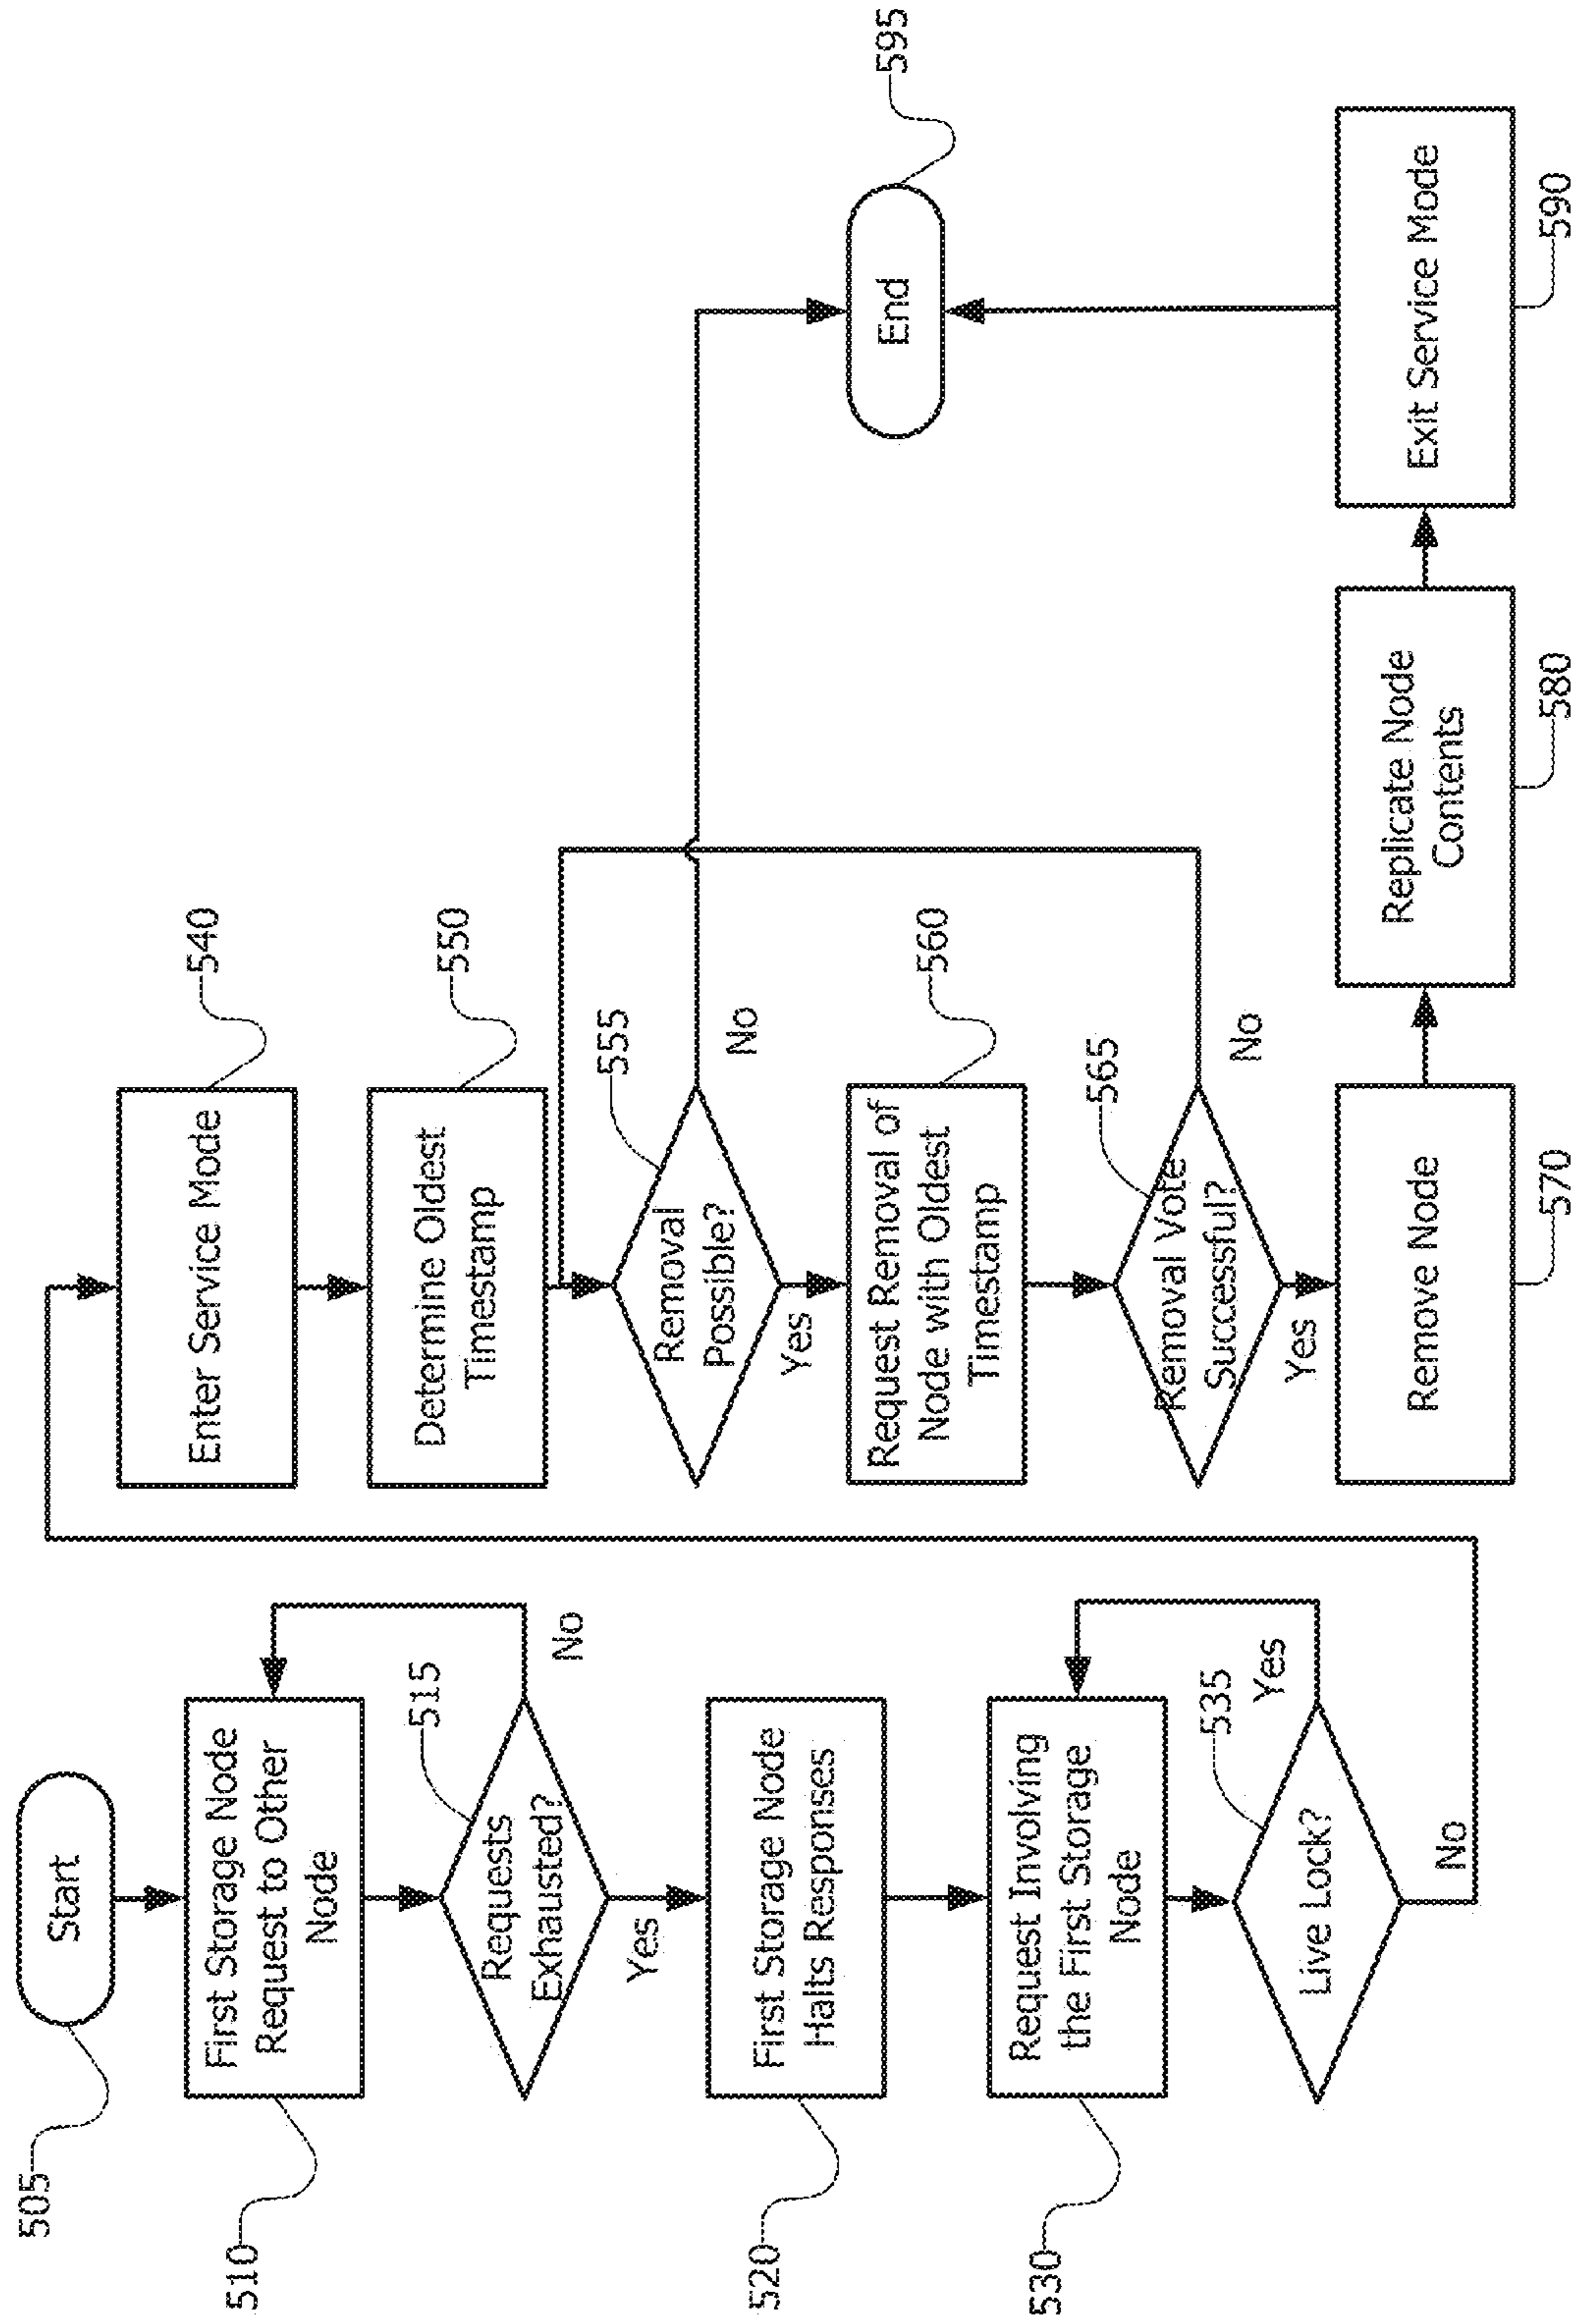 505
Start
510
First Storage Node
Request to Other
Node
515
Requests
Exhausted?
No
Yes
520
First Storage Node
Halts Responses
530
Request Involving
the First Storage
Node
535
Live Lock?
Yes
No
540
Enter Service Mode
550
Determine Oldest
Timestamp
555
Removal
Possible?
No
Yes
560
Request Removal of
Node with Oldest
Timestamp
565
Removal Vote
Successful?
No
Yes
570
Remove Node
580
Replicate Node
Contents
590
Exit Service Mode
595
End